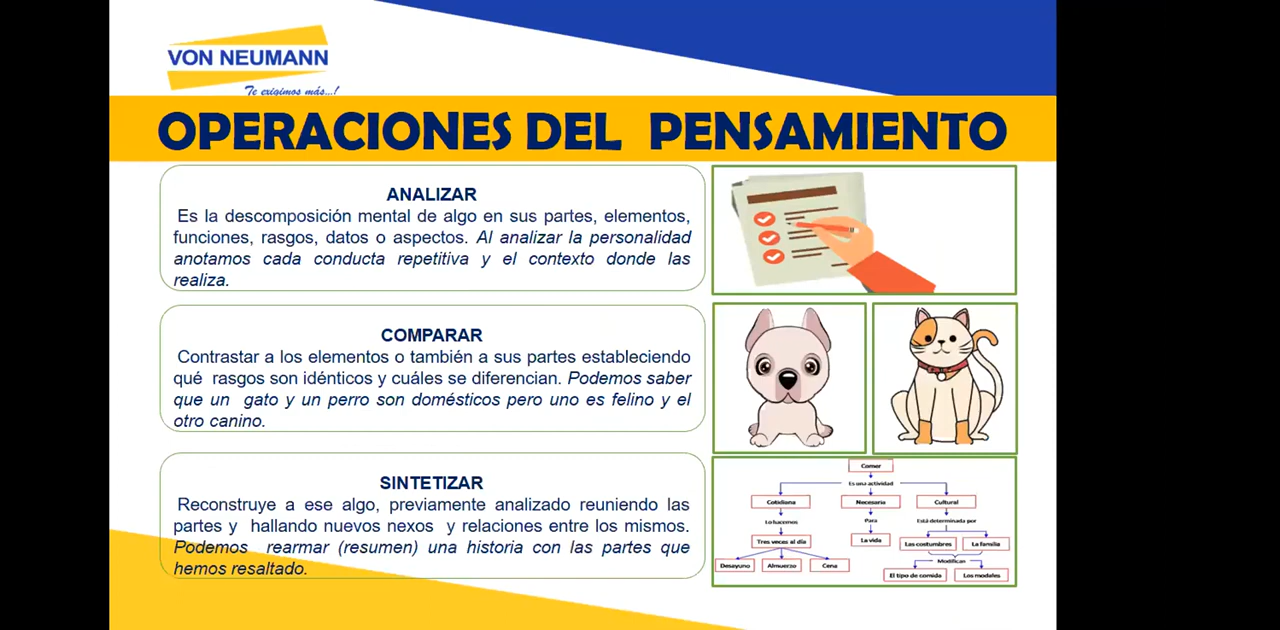 VON NEUMANN
Te exigimos más...!
OPERACIONES DEL PENSAMIENTO
ANALIZAR
Es la descomposición mental de algo en sus partes, elementos,
funciones, rasgos, datos o aspectos. Al analizar la personalidad
anotamos cada conducta repetitiva y el contexto donde las
realiza.
COMPARAR
Contrastar a los elementos o también a sus partes estableciendo
qué rasgos son idénticos y cuáles se diferencian. Podemos saber
que un gato y un perro son domésticos pero uno es felino y el
otro canino.
SINTETIZAR
Reconstruye a ese algo, previamente analizado reuniendo las
partes y hallando nuevos nexos y relaciones entre los mismos.
Podemos rearmar (resumen) una historia con las partes que
hemos resaltado.
Comer
Es una actividad
Cotidiana Necesaria Cultural
Lo hacemos Para Está determinada por
Tres veces al día La vida Las costumbres La familia
Modifican
Desayuno Almuerzo Cena El tipo de comida Los modales